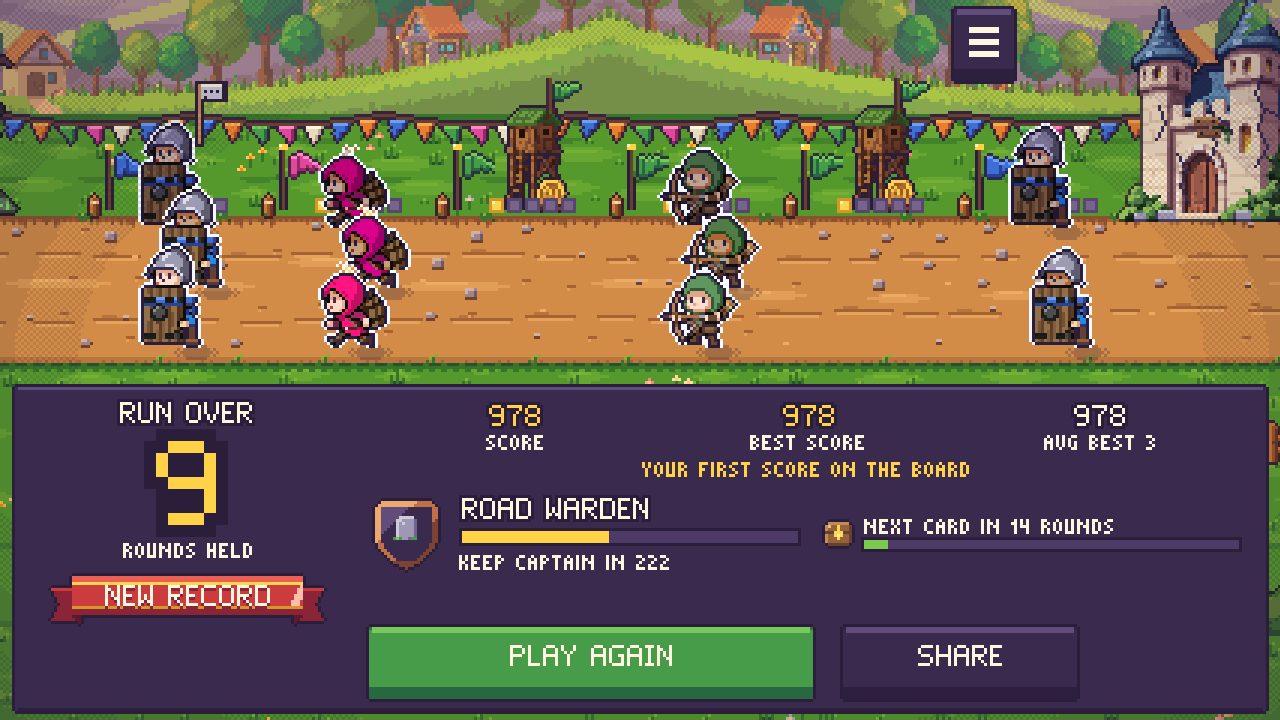 RUN OVER
9
ROUNDS HELD
NEW RECORD
978
SCORE
978
BEST SCORE
978
AVG BEST 3
YOUR FIRST SCORE ON THE BOARD
ROAD WARDEN
KEEP CAPTAIN IN 222
NEXT CARD IN 14 ROUNDS
PLAY AGAIN
SHARE